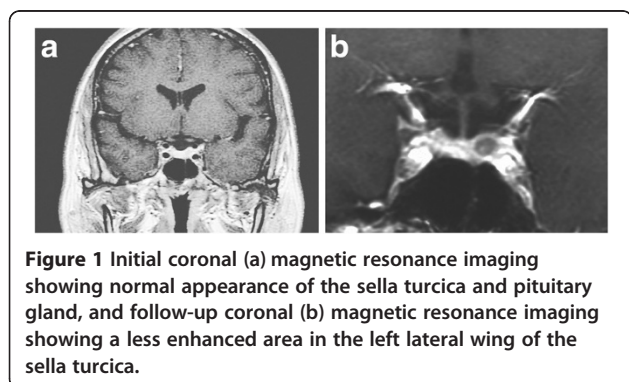 a
b
Figure 1 Initial coronal (a) magnetic resonance imaging
showing normal appearance of the sella turcica and pituitary
gland, and follow-up coronal (b) magnetic resonance imaging
showing a less enhanced area in the left lateral wing of the
sella turcica.